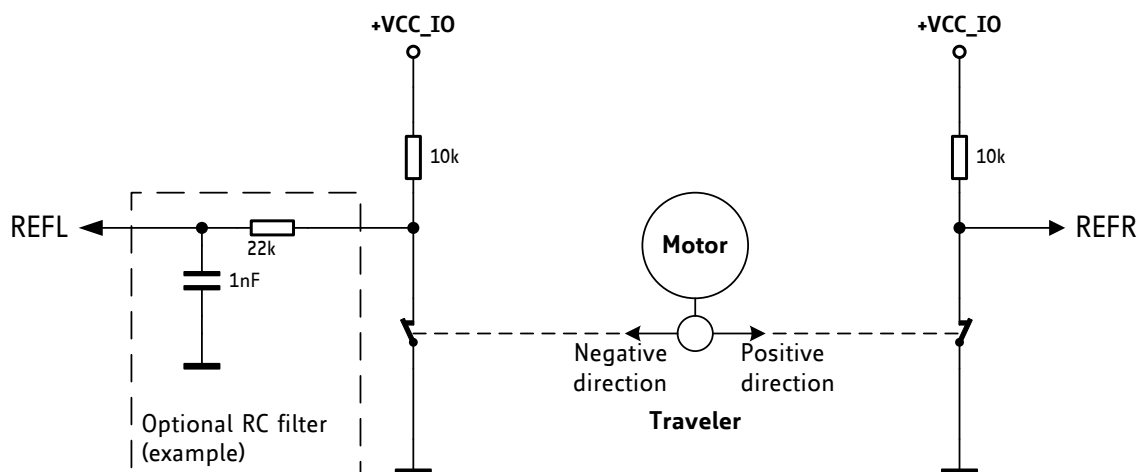 +VCC_IO
+VCC_IO
10k
10k
REFL
22k
1nF
Motor
REFR
Negative
direction
Positive
direction
Traveler
Optional RC filter
(example)